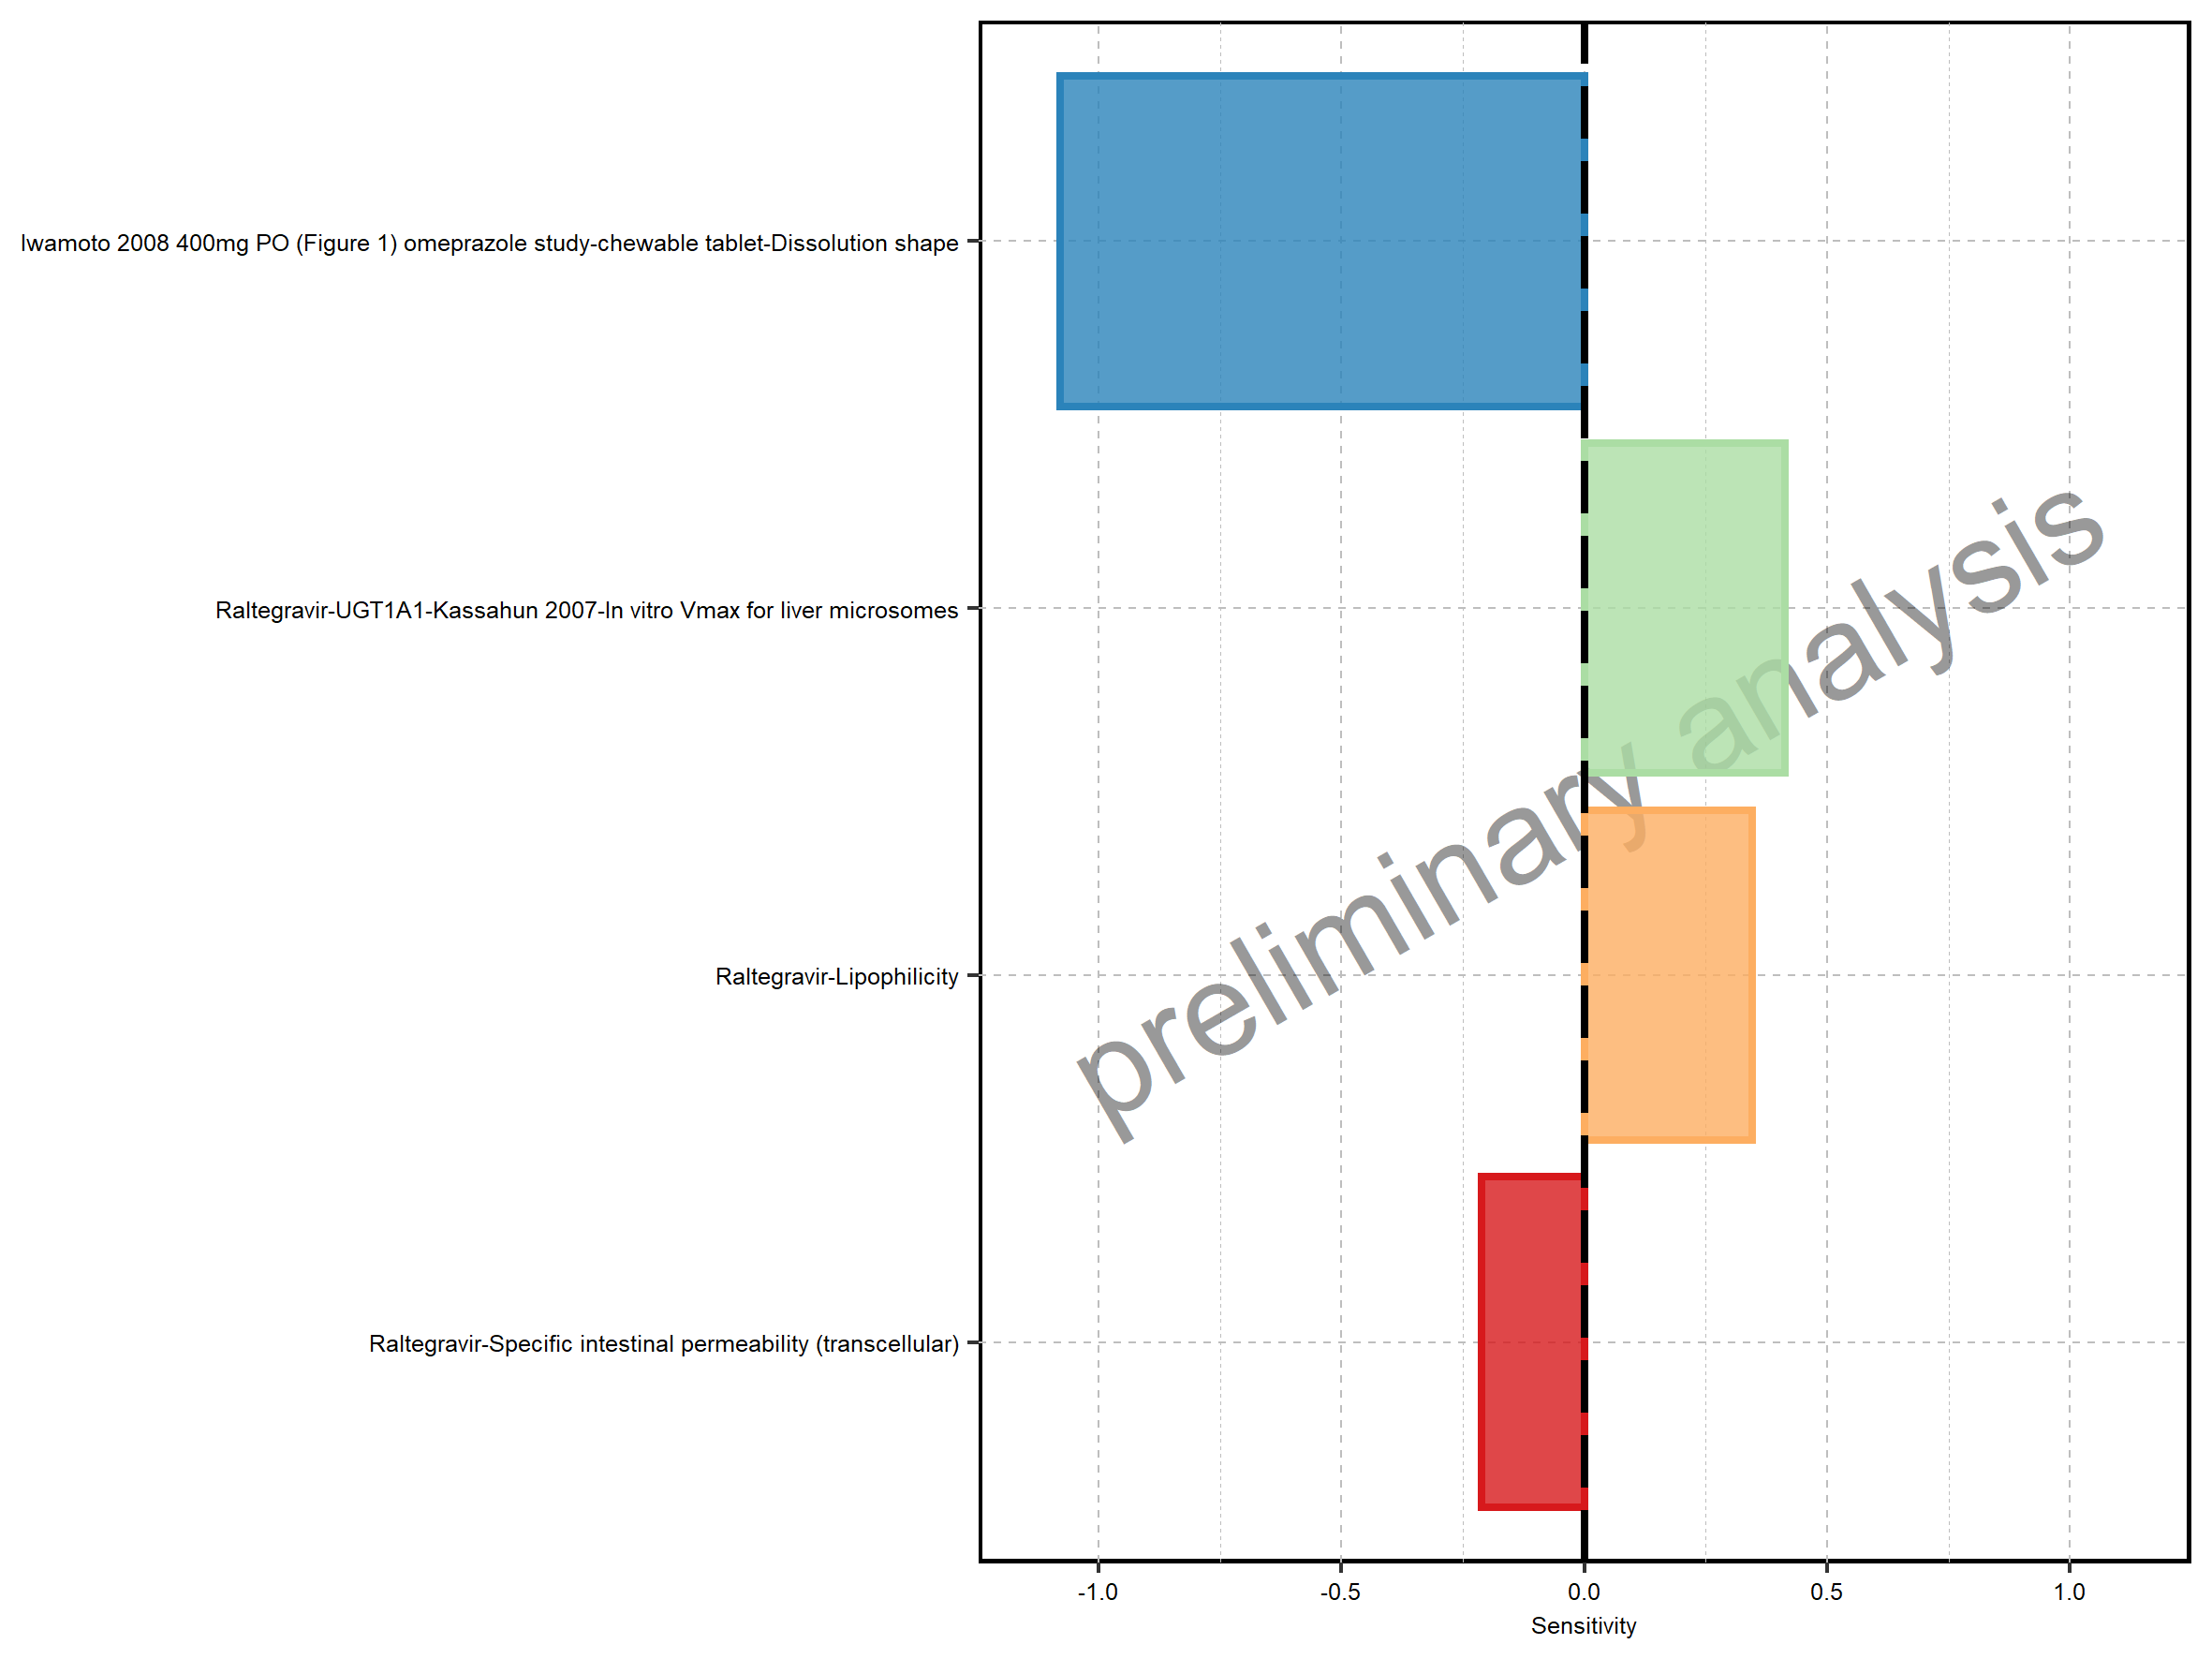 Iwamoto 2008 400mg PO (Figure 1) omeprazole study-chewable tablet-Dissolution shape
Raltegravir-UGT1A1-Kassahun 2007-In vitro Vmax for liver microsomes
Raltegravir-Lipophilicity
Raltegravir-Specific intestinal permeability (transcellular)
preliminary analysis
-1.0 -0.5 0.0 0.5 1.0
Sensitivity